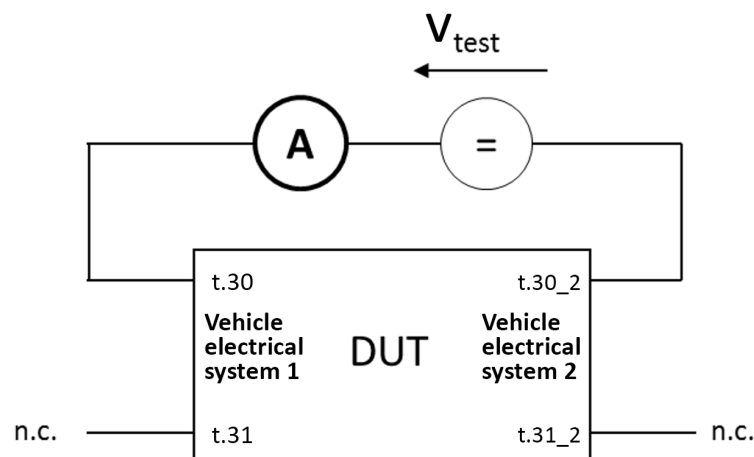 V_test
A
=
t.30
t.30_2
Vehicle
electrical
system 1
DUT
Vehicle
electrical
system 2
n.c.
t.31
t.31_2
n.c.